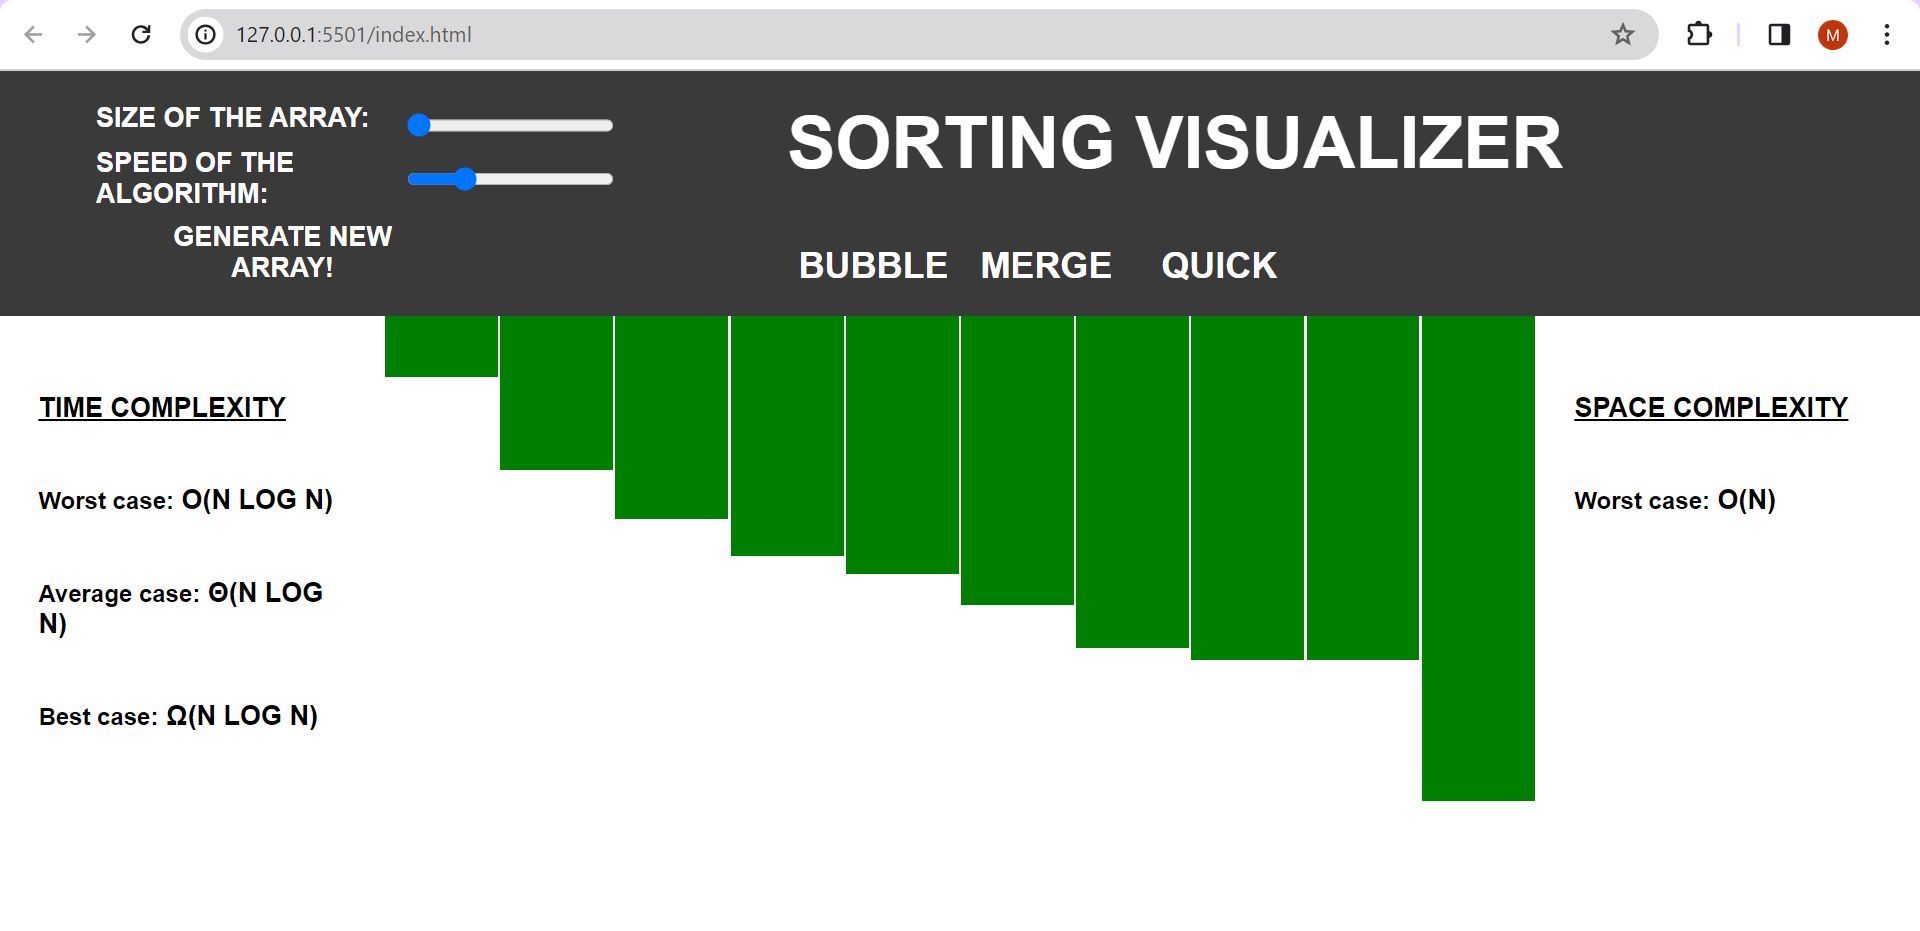 127.0.0.1:5501/index.html
M
SIZE OF THE ARRAY:
SPEED OF THE
ALGORITHM:
GENERATE NEW
ARRAY!
SORTING VISUALIZER
BUBBLE MERGE QUICK
TIME COMPLEXITY
Worst case: O(N LOG N)
Average case: Θ(N LOG
N)
Best case: Ω(N LOG N)
SPACE COMPLEXITY
Worst case: O(N)